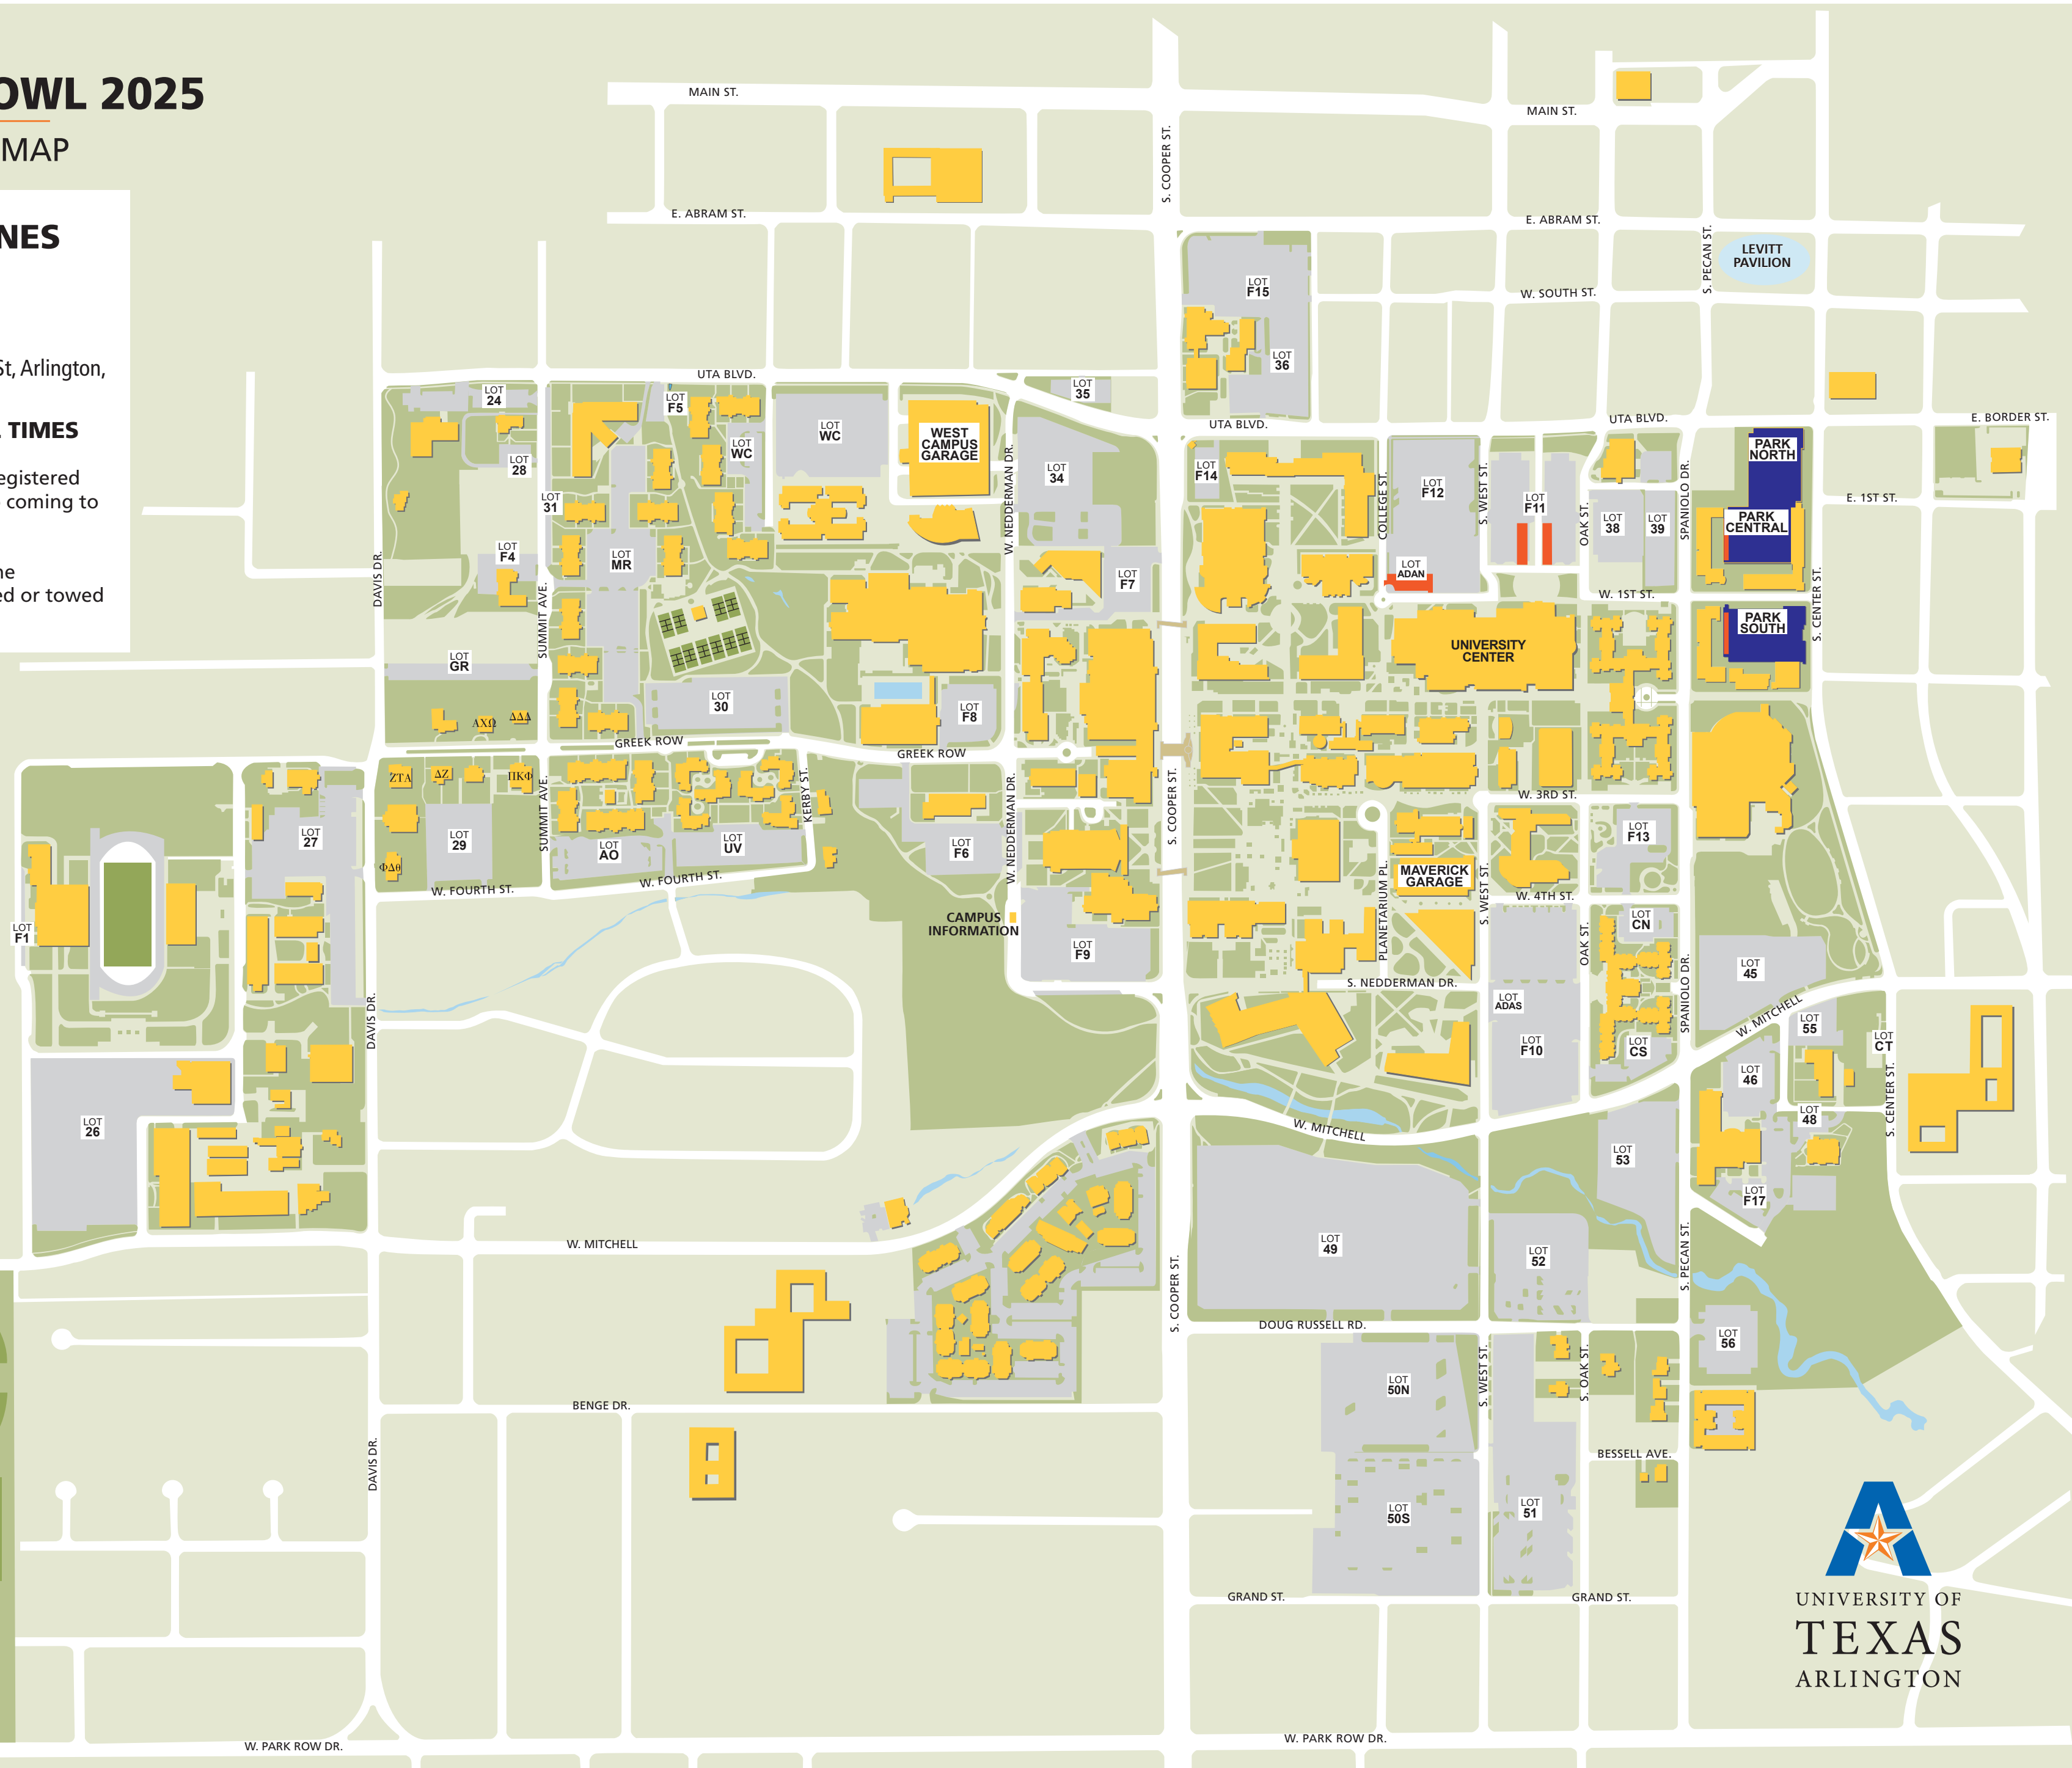 OWL 2025
MAP
NES
St, Arlington,
TIMES
egistered
coming to
ne
ed or towed
MAIN ST.
MAIN ST.
S. COOPER ST.
E. ABRAM ST.
E. ABRAM ST.
S. PECAN ST.
LEVITT
PAVILION
LOT
F15
W. SOUTH ST.
LOT
36
UTA BLVD.
LOT
35
LOT
24
LOT
F5
UTA BLVD.
UTA BLVD.
E. BORDER ST.
LOT
WC
LOT
WC
WEST
CAMPUS
GARAGE
LOT
28
LOT
31
W. NEDDERMAN DR.
LOT
34
LOT
F14
COLLEGE ST.
LOT
F12
S. WEST ST.
LOT
F11
OAK ST.
LOT
38
LOT
39
SPANIOLO DR.
PARK
NORTH
E. 1ST ST.
PARK
CENTRAL
DAVIS DR.
LOT
F4
SUMMIT AVE.
LOT
MR
LOT
F7
LOT
ADAN
W. 1ST ST.
S. CENTER ST.
PARK
SOUTH
UNIVERSITY
CENTER
LOT
GR
LOT
30
LOT
F8
ΑΧΩ
ΔΔΔ
GREEK ROW
GREEK ROW
ΖΤΑ
ΔΖ
ΠΚΦ
SUMMIT AVE.
KERBY ST.
W. NEDDERMAN DR.
S. COOPER ST.
W. 3RD ST.
LOT
27
LOT
29
LOT
AO
LOT
UV
LOT
F6
LOT
F13
ΦΔθ
W. FOURTH ST.
W. FOURTH ST.
MAVERICK
GARAGE
S. WEST ST.
W. 4TH ST.
PLANETARIUM PL.
LOT
F1
CAMPUS
INFORMATION
LOT
F9
OAK ST.
LOT
CN
LOT
45
S. NEDDERMAN DR.
SPANIOLO DR.
DAVIS DR.
LOT
ADAS
LOT
F10
LOT
CS
W. MITCHELL
LOT
55
LOT
CT
LOT
46
LOT
26
LOT
48
S. CENTER ST.
W. MITCHELL
LOT
53
LOT
F17
W. MITCHELL
LOT
49
LOT
52
S. PECAN ST.
S. COOPER ST.
DOUG RUSSELL RD.
LOT
56
LOT
50N
S. WEST ST.
S. OAK ST.
BENGE DR.
DAVIS DR.
BESSELL AVE.
LOT
50S
LOT
51
GRAND ST.
GRAND ST.
UNIVERSITY OF
TEXAS
ARLINGTON
W. PARK ROW DR.
W. PARK ROW DR.